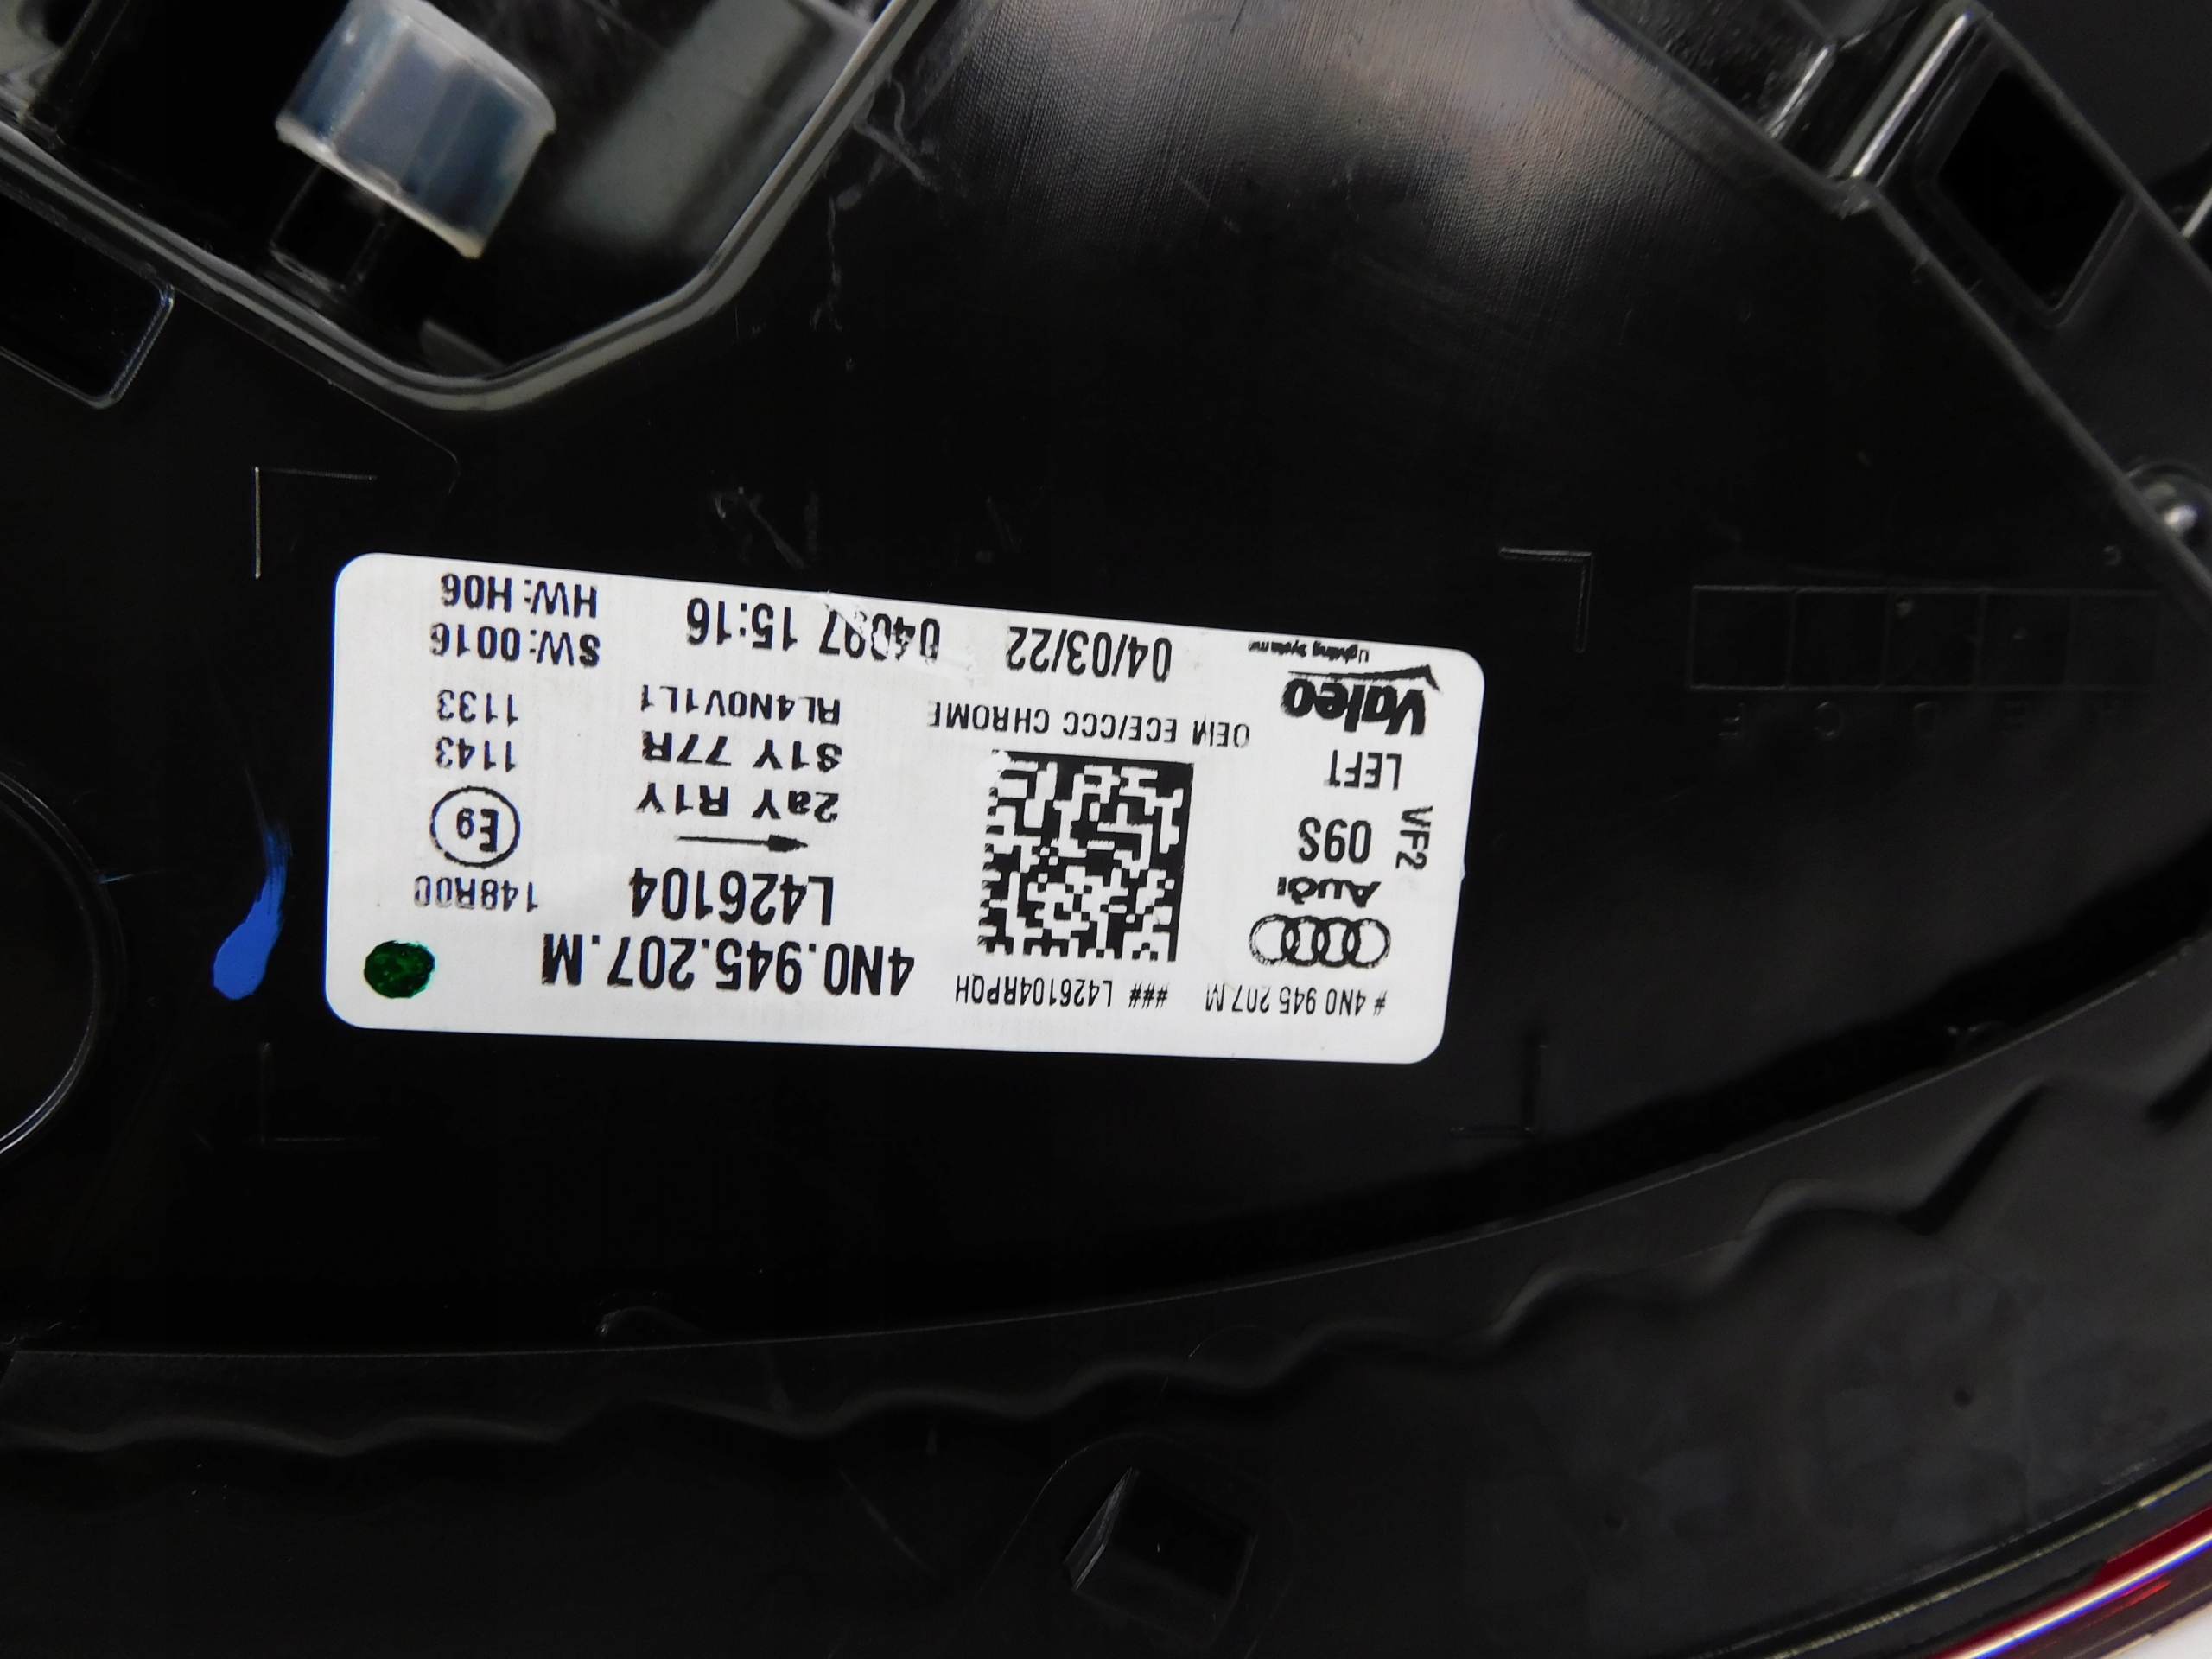 # 4N0 945 207 M ### L426104RPQH
4N0.945.207.M
Audi
L426104
148R00
09S
VF2
E9
2aY R1Y
1143
LEFT
S1Y 77R
1133
Valeo
Lighting Systems
OEM ECE/CCC CHROME
RL4N0V1L1
SW:0016
04/03/22
04097 15:16
HW:H06